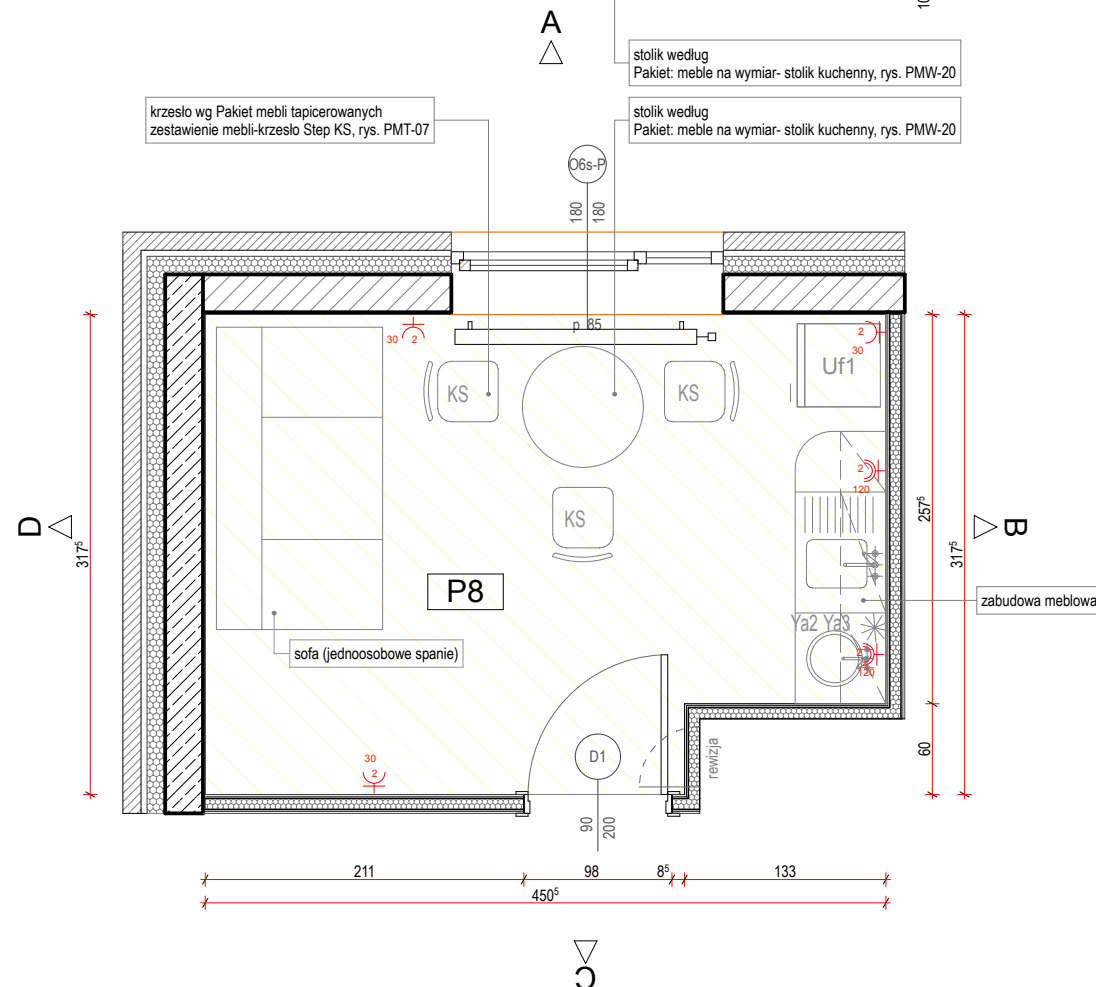 10
A
stolik według
Pakiet: meble na wymiar- stolik kuchenny, rys. PMW-20
krzesło wg Pakiet mebli tapicerowanych
zestawienie mebli-krzesło Step KS, rys. PMT-07
stolik według
Pakiet: meble na wymiar- stolik kuchenny, rys. PMW-20
O6s-P
180
180
p 85
30 2
2
30
Uf1
KS
KS
2
120
KS
D
317⁵
257⁵
317⁵
B
P8
zabudowa meblowa
Ya2 Ya3
120
sofa (jednoosobowe spanie)
30
2
D1
rewizja
60
90
200
211
98
8⁵
133
450⁵
C